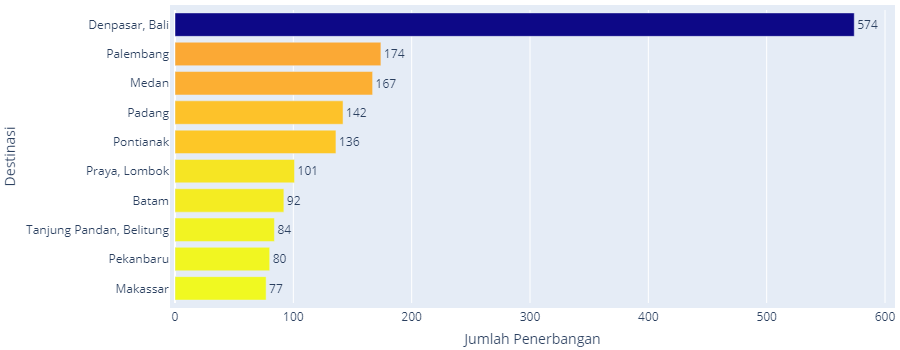 Destinasi
Denpasar, Bali 574
Palembang 174
Medan 167
Padang 142
Pontianak 136
Praya, Lombok 101
Batam 92
Tanjung Pandan, Belitung 84
Pekanbaru 80
Makassar 77
0 100 200 300 400 500 600
Jumlah Penerbangan